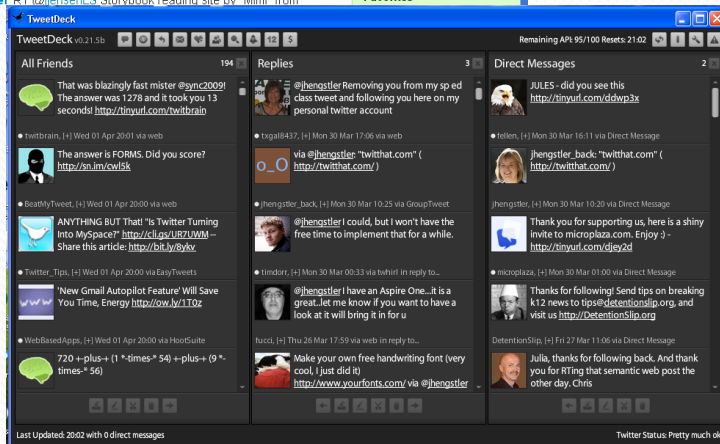 RT @jjensenLS Storybook reading site by "Mimi" from
TweetDeck
TweetDeck v0.21.5b
12
$
Remaining API: 95/100 Resets: 21:02
All Friends
194
That was blazingly fast mister @sync2009!
The answer was 1278 and it took you 13
seconds! http://tinyurl.com/twitbrain
twitbrain, [+] Wed 01 Apr 20:01 via web
The answer is FORMS. Did you score?
http://sn.im/cwl5k
BeatMyTweet, [+] Wed 01 Apr 20:00 via web
ANYTHING BUT That! "Is Twitter Turning
Into MySpace?" http://cli.gs/UR7UWM --
Share this article: http://bit.ly/8ykv
Twitter_Tips, [+] Wed 01 Apr 20:00 via EasyTweets
www
'New Gmail Autopilot Feature' Will Save
You Time, Energy http://ow.ly/1T0z
WebBasedApps, [+] Wed 01 Apr 20:00 via HootSuite
720 +-plus-+ (1 *-times-* 54) +-plus-+ (9 *-
times-* 56)
Replies
3
@jhengstler Removing you from my sp ed
class tweet and following you here on my
personal twitter account
txgal8437, [+] Mon 30 Mar 17:06 via web
o_O
via @jhengstler: "twitthat.com" (
http://twitthat.com/ )
jhengstler_back, [+] Mon 30 Mar 10:25 via GroupTweet
@jhengstler I could, but I won't have the
free time to implement that for a while.
timdorr, [+] Mon 30 Mar 00:33 via twhirl in reply to...
@jhengstler I have an Aspire One...it is a
great..let me know if you want to have a
look at it will bring it in for u
fucci, [+] Thu 26 Mar 17:59 via web in reply to...
Make your own free handwriting font (very
cool, I just did it)
http://www.yourfonts.com/ via @jhengstler
Direct Messages
2
JULES - did you see this
http://tinyurl.com/ddwp3x
fellen, [+] Mon 30 Mar 16:11 via Direct Message
jhengstler_back: "twitthat.com" (
http://twitthat.com/ )
jhengstler, [+] Mon 30 Mar 10:20 via Direct Message
Thank you for supporting us, here is a shiny
invite to microplaza.com. Enjoy :) -
http://tinyurl.com/djey2d
microplaza, [+] Mon 30 Mar 01:00 via Direct Message
Thanks for following! Send tips on breaking
k12 news to tips@detentionslip.org, and
visit us http://DetentionSlip.org
DetentionSlip, [+] Fri 27 Mar 11:06 via Direct Message
Julia, thanks for following back. And thank
you for RTing that semantic web post the
other day. Chris
Last Updated: 20:02 with 0 direct messages
Twitter Status: Pretty much ok